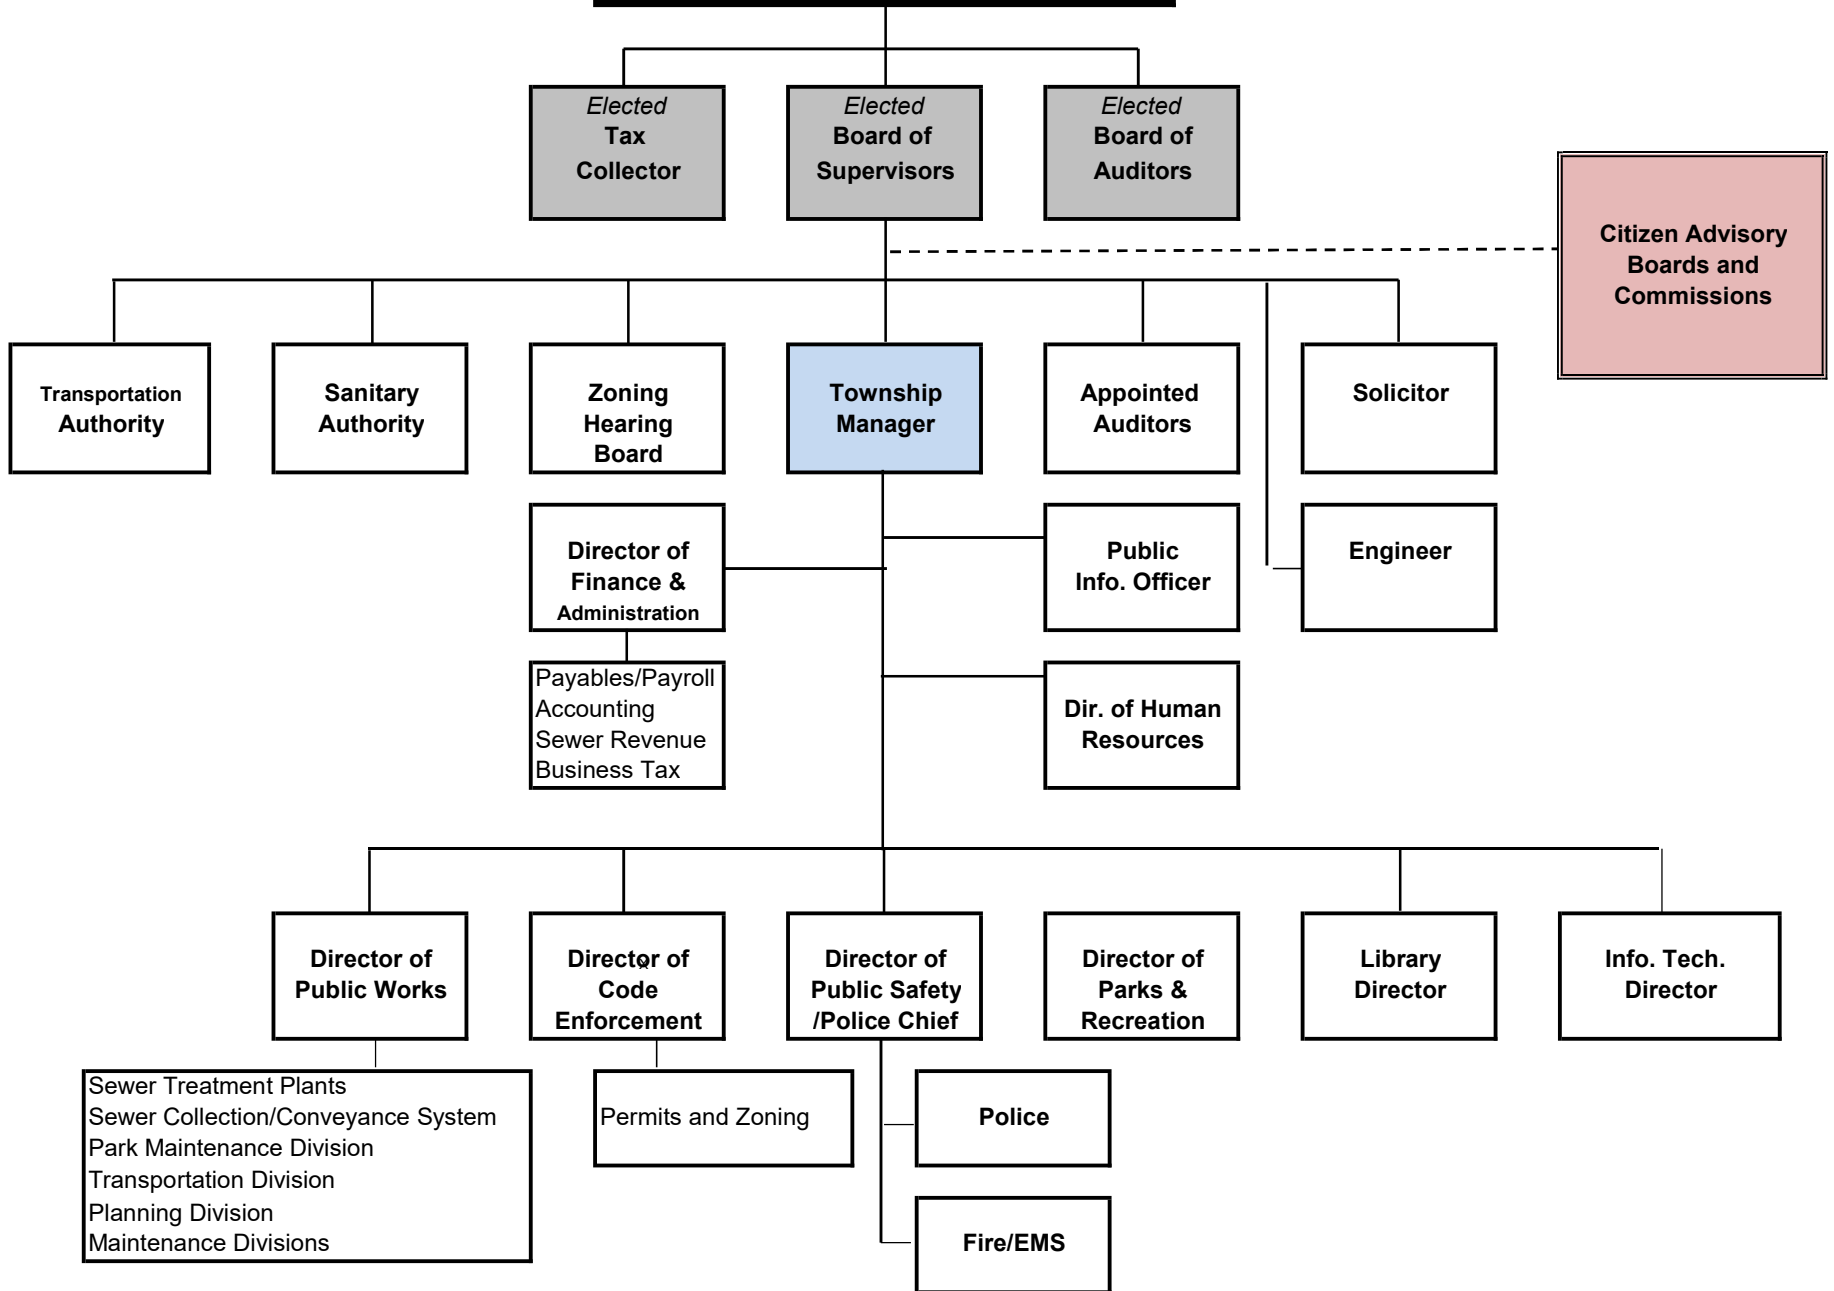 Elected
Tax
Collector
Elected
Board of
Supervisors
Elected
Board of
Auditors
Citizen Advisory
Boards and
Commissions
Transportation
Authority
Sanitary
Authority
Zoning
Hearing
Board
Township
Manager
Appointed
Auditors
Solicitor
Director of
Finance &
Administration
Public
Info. Officer
Engineer
Payables/Payroll
Accounting
Sewer Revenue
Business Tax
Dir. of Human
Resources
Director of
Public Works
Director of
Code
Enforcement
Director of
Public Safety
/Police Chief
Director of
Parks &
Recreation
Library
Director
Info. Tech.
Director
Sewer Treatment Plants
Sewer Collection/Conveyance System
Park Maintenance Division
Transportation Division
Planning Division
Maintenance Divisions
Permits and Zoning
Police
Fire/EMS